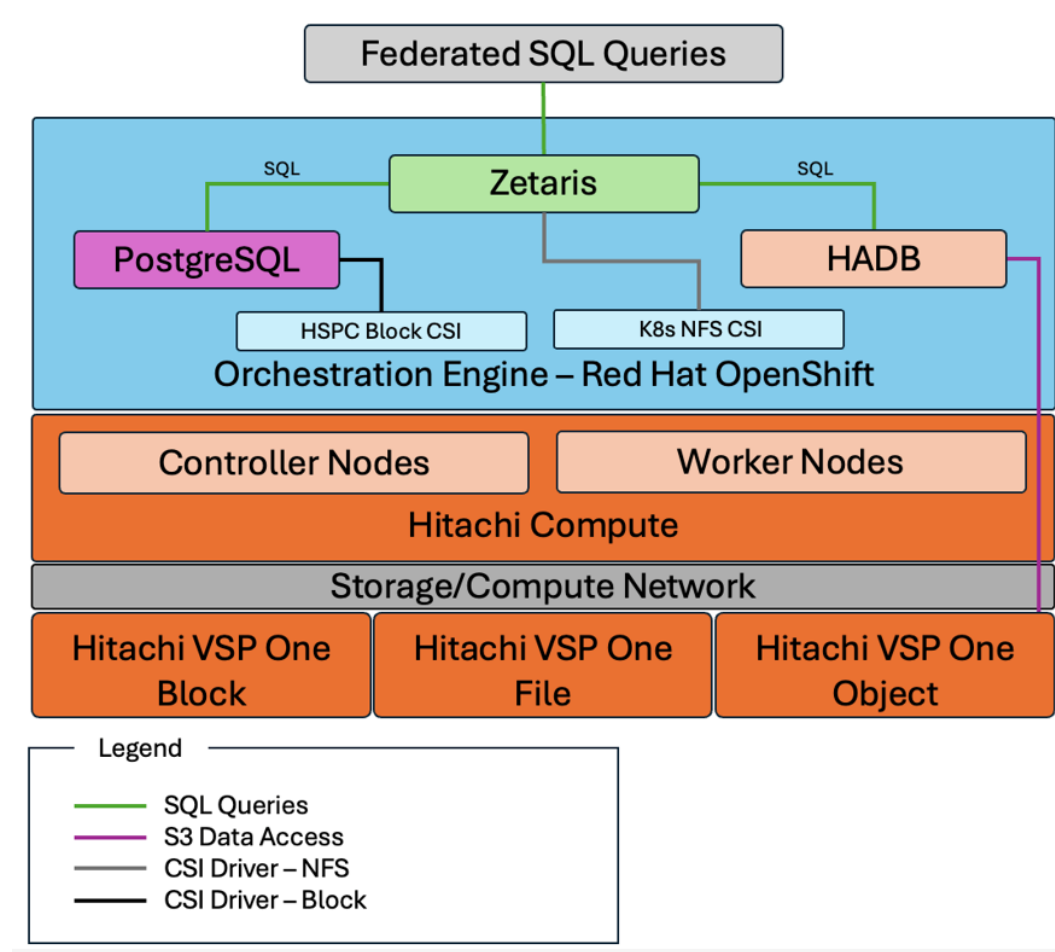 Federated SQL Queries
SQL
Zetaris
SQL
PostgreSQL
HADB
HSPC Block CSI
K8s NFS CSI
Orchestration Engine – Red Hat OpenShift
Controller Nodes
Worker Nodes
Hitachi Compute
Storage/Compute Network
Hitachi VSP One
Block
Hitachi VSP One
File
Hitachi VSP One
Object
Legend
SQL Queries
S3 Data Access
CSI Driver – NFS
CSI Driver – Block